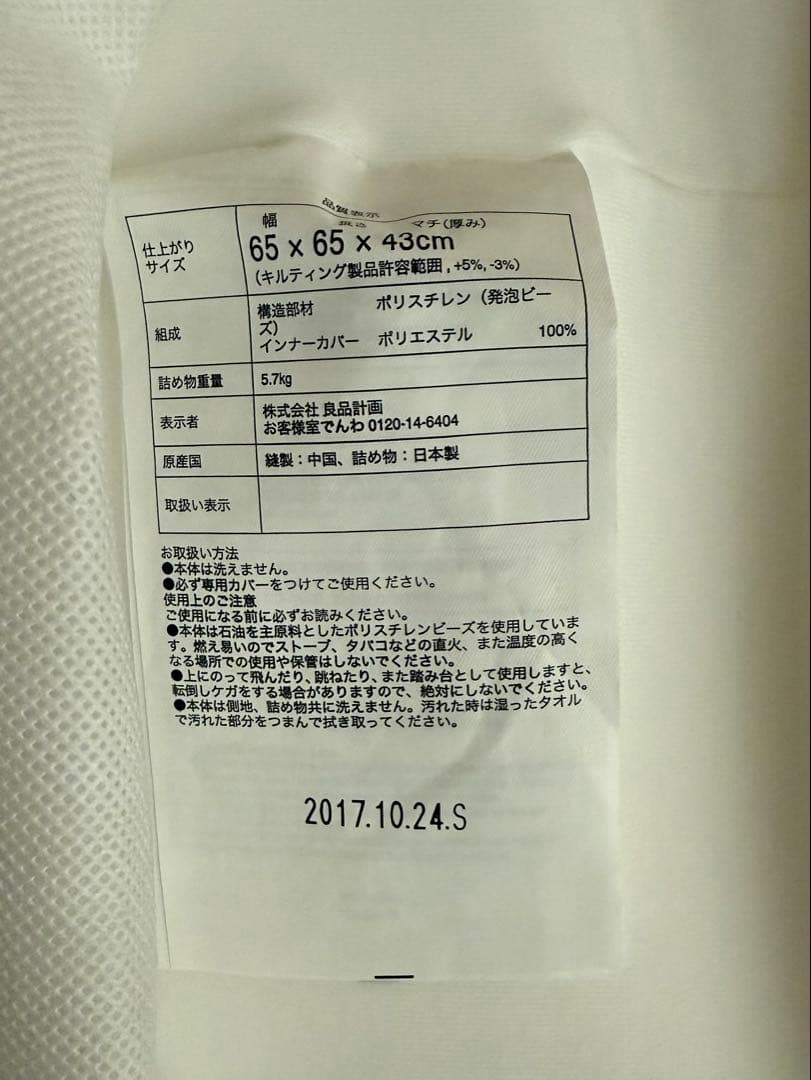 品質表示
幅 長さ マチ(厚み)
仕上がりサイズ 65 x 65 x 43cm
(キルティング製品許容範囲,+5%,-3%)
組成 構造部材 ポリスチレン(発泡ビー
ズ)
インナーカバー ポリエステル 100%
詰め物重量 5.7kg
表示者 株式会社 良品計画
お客様室でんわ 0120-14-6404
原産国 縫製:中国、詰め物:日本製
取扱い表示
お取扱い方法
●本体は洗えません。
●必ず専用カバーをつけてご使用ください。
使用上のご注意
ご使用になる前に必ずお読みください。
●本体は石油を主原料としたポリスチレンビーズを使用していま
す。燃え易いのでストーブ、タバコなどの直火、また温度の高く
なる場所での使用や保管はしないでください。
●上にのって飛んだり、跳ねたり、また踏み台として使用しますと、
転倒しケガをする場合がありますので、絶対にしないでください。
●本体は側地、詰め物共に洗えません。汚れた時は湿ったタオル
で汚れた部分をつまんで拭き取ってください。
2017.10.24.S